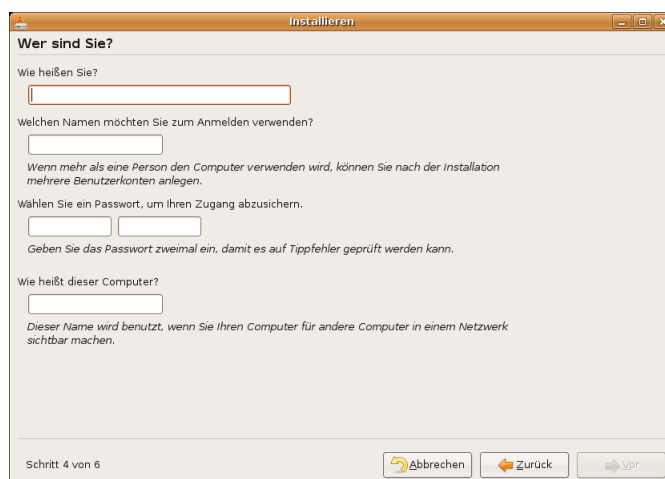 Installieren
Wer sind Sie?
Wie heißen Sie?
Welchen Namen möchten Sie zum Anmelden verwenden?
Wenn mehr als eine Person den Computer verwenden wird, können Sie nach der Installation
mehrere Benutzerkonten anlegen.
Wählen Sie ein Passwort, um Ihren Zugang abzusichern.
Geben Sie das Passwort zweimal ein, damit es auf Tippfehler geprüft werden kann.
Wie heißt dieser Computer?
Dieser Name wird benutzt, wenn Sie Ihren Computer für andere Computer in einem Netzwerk
sichtbar machen.
Schritt 4 von 6 Abbrechen Zurück Vor